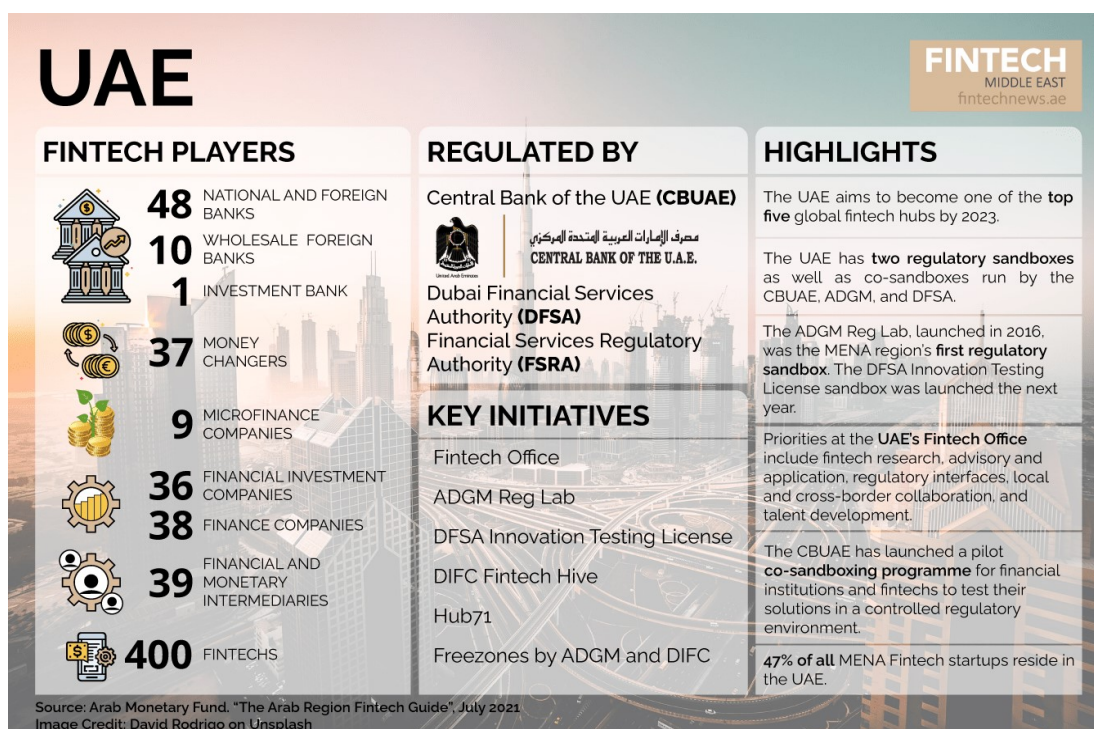 UAE
FINTECH
MIDDLE EAST
fintechnews.ae
FINTECH PLAYERS
48 NATIONAL AND FOREIGN
BANKS
10 WHOLESALE FOREIGN
BANKS
1 INVESTMENT BANK
37 MONEY
CHANGERS
9 MICROFINANCE
COMPANIES
36 FINANCIAL INVESTMENT
COMPANIES
38 FINANCE COMPANIES
39 FINANCIAL AND
MONETARY
INTERMEDIARIES
400 FINTECHS
REGULATED BY
Central Bank of the UAE (CBUAE)
مصرف الإمارات العربية المتحدة المركزي
CENTRAL BANK OF THE U.A.E.
United Arab Emirates
Dubai Financial Services
Authority (DFSA)
Financial Services Regulatory
Authority (FSRA)
KEY INITIATIVES
Fintech Office
ADGM Reg Lab
DFSA Innovation Testing License
DIFC Fintech Hive
Hub71
Freezones by ADGM and DIFC
HIGHLIGHTS
The UAE aims to become one of the top
five global fintech hubs by 2023.
The UAE has two regulatory sandboxes
as well as co-sandboxes run by the
CBUAE, ADGM, and DFSA.
The ADGM Reg Lab, launched in 2016,
was the MENA region's first regulatory
sandbox. The DFSA Innovation Testing
License sandbox was launched the next
year.
Priorities at the UAE's Fintech Office
include fintech research, advisory and
application, regulatory interfaces, local
and cross-border collaboration, and
talent development.
The CBUAE has launched a pilot
co-sandboxing programme for financial
institutions and fintechs to test their
solutions in a controlled regulatory
environment.
47% of all MENA Fintech startups reside in
the UAE.
Source: Arab Monetary Fund. "The Arab Region Fintech Guide", July 2021
Image Credit: David Rodrigo on Unsplash